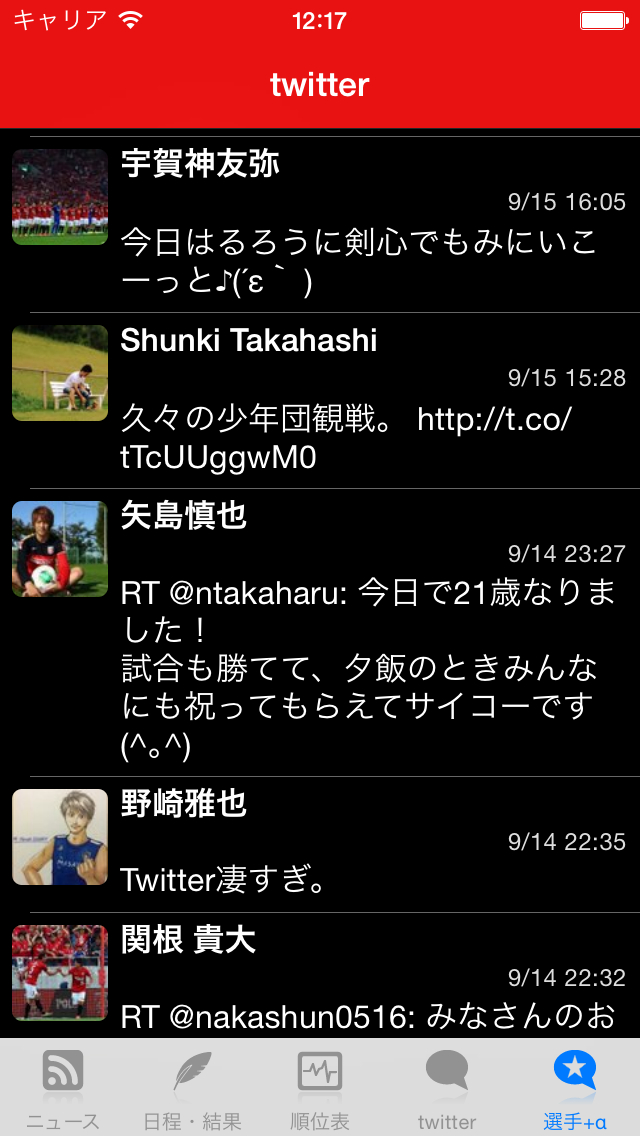 キャリア 12:17
twitter
宇賀神友弥
9/15 16:05
今日はるろうに剣心でもみにいこ
ーっと♪(´ε｀ )
Shunki Takahashi
9/15 15:28
久々の少年団観戦。 http://t.co/
tTcUUggwM0
矢島慎也
9/14 23:27
RT @ntakaharu: 今日で21歳なりま
した！
試合も勝てて、夕飯のときみんな
にも祝ってもらえてサイコーです
(^｡^)
野崎雅也
9/14 22:35
Twitter凄すぎ。
関根 貴大
9/14 22:32
RT @nakashun0516: みなさんのお
ニュース 日程・結果 順位表 twitter 選手+α